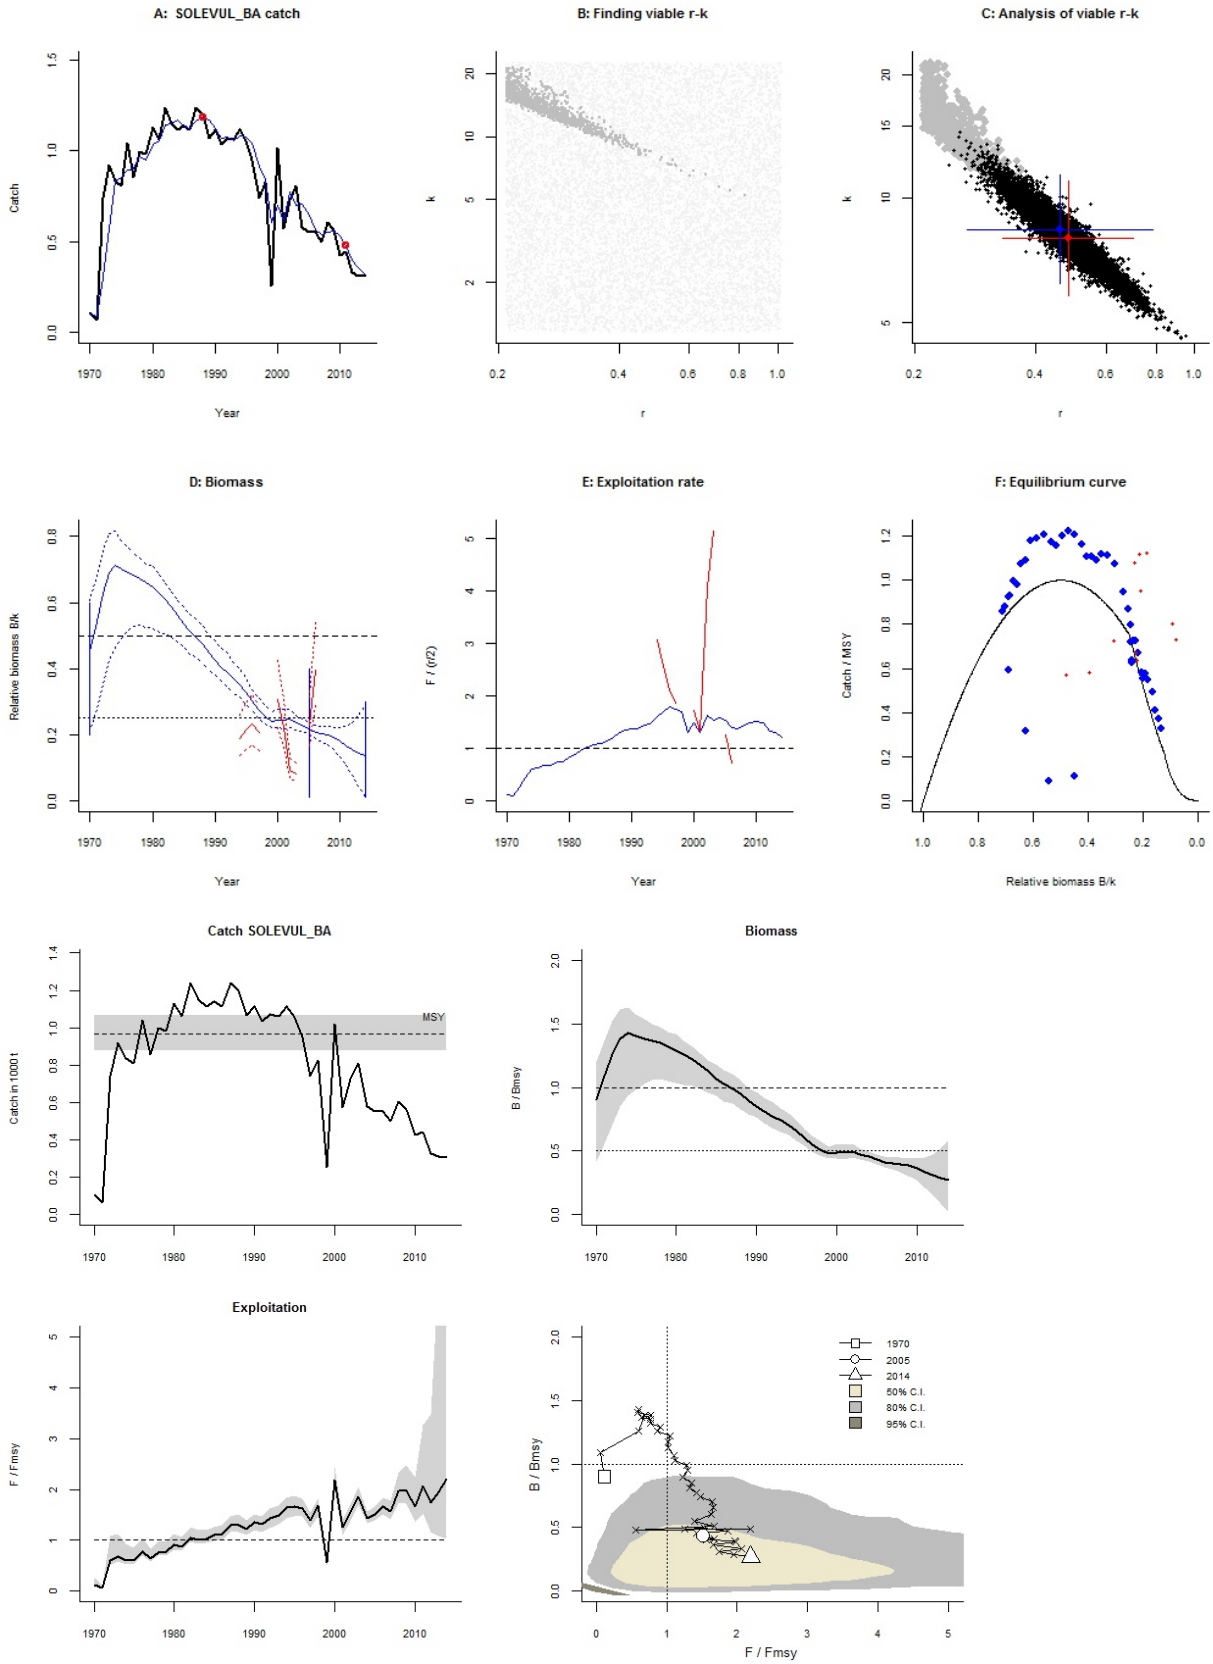 A: SOLEVUL_BA catch
B: Finding viable r-k
C: Analysis of viable r-k
Catch
0.0 0.5 1.0 1.5
1970 1980 1990 2000 2010
Year
k
2 5 10 20
0.2 0.4 0.6 0.8 1.0
r
k
5 10 15 20
0.2 0.4 0.6 0.8 1.0
r
D: Biomass
E: Exploitation rate
F: Equilibrium curve
Relative biomass B/k
0.0 0.2 0.4 0.6 0.8
1970 1980 1990 2000 2010
Year
F / (r/2)
0 1 2 3 4 5
1970 1980 1990 2000 2010
Year
Catch / MSY
0.0 0.2 0.4 0.6 0.8 1.0 1.2
1.0 0.8 0.6 0.4 0.2 0.0
Relative biomass B/k
Catch SOLEVUL_BA
Biomass
Catch in 1000 t
0.0 0.2 0.4 0.6 0.8 1.0 1.2 1.4
MSY
1970 1980 1990 2000 2010
B / Bmsy
0.0 0.5 1.0 1.5 2.0
1970 1980 1990 2000 2010
Exploitation
F / Fmsy
0 1 2 3 4 5
1970 1980 1990 2000 2010
B / Bmsy
0.0 0.5 1.0 1.5 2.0
1970
2005
2014
50% C.I.
80% C.I.
95% C.I.
0 1 2 3 4 5
F / Fmsy